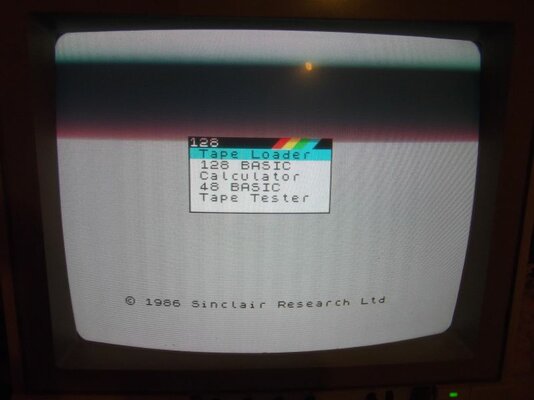 128
Tape Loader
128 BASIC
Calculator
48 BASIC
Tape Tester
© 1986 Sinclair Research Ltd